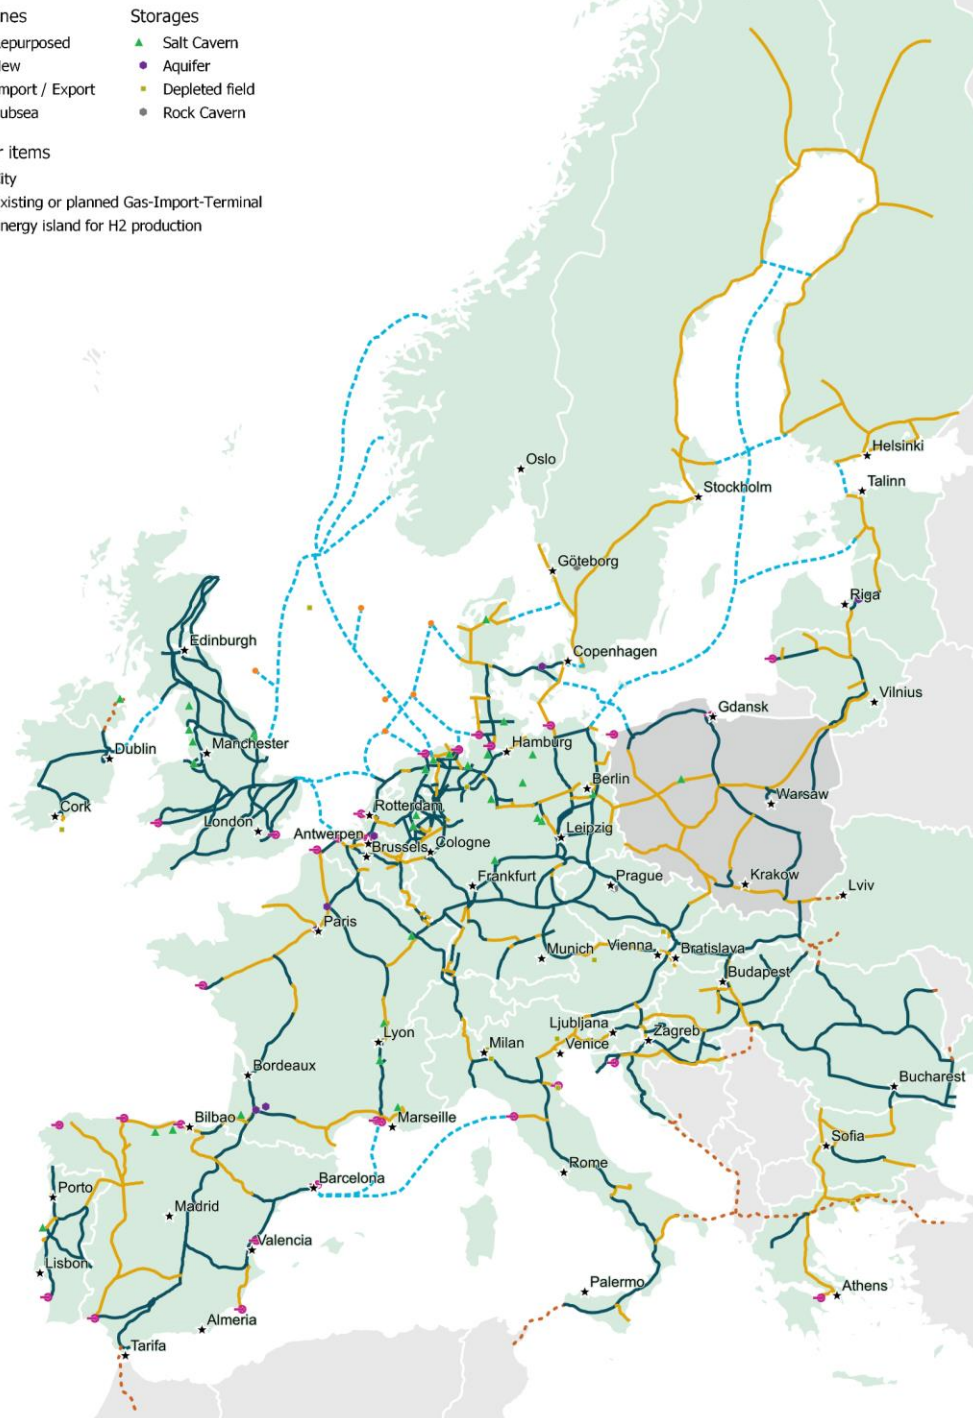 nes
Storages
epurposed
Salt Cavern
ew
Aquifer
mport / Export
Depleted field
ubsea
Rock Cavern
r items
ity
xisting or planned Gas-Import-Terminal
nergy island for H2 production
Oslo
Helsinki
Talinn
Stockholm
Göteborg
Riga
Edinburgh
Copenhagen
Vilnius
Gdansk
Dublin
Manchester
Hamburg
Berlin
Warsaw
Cork
London
Rotterdam
Antwerpen
Brussels
Cologne
Leipzig
Frankfurt
Prague
Krakow
Lviv
Paris
Munich
Vienna
Bratislava
Budapest
Lyon
Ljubljana
Zagreb
Milan
Venice
Bordeaux
Bucharest
Bilbao
Marseille
Sofia
Rome
Barcelona
Porto
Madrid
Valencia
Lisbon
Palermo
Athens
Almeria
Tarifa